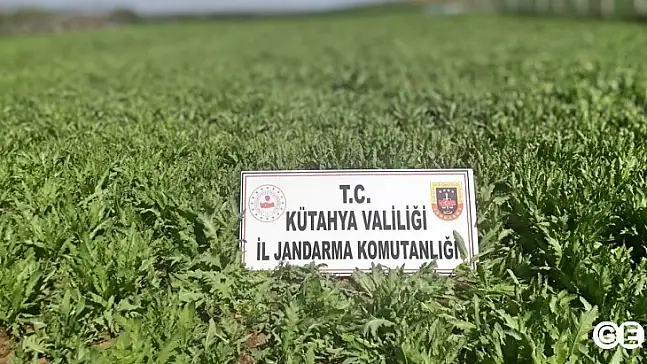 T.C.
KÜTAHYA VALİLİĞİ
İL JANDARMA KOMUTANLIĞI